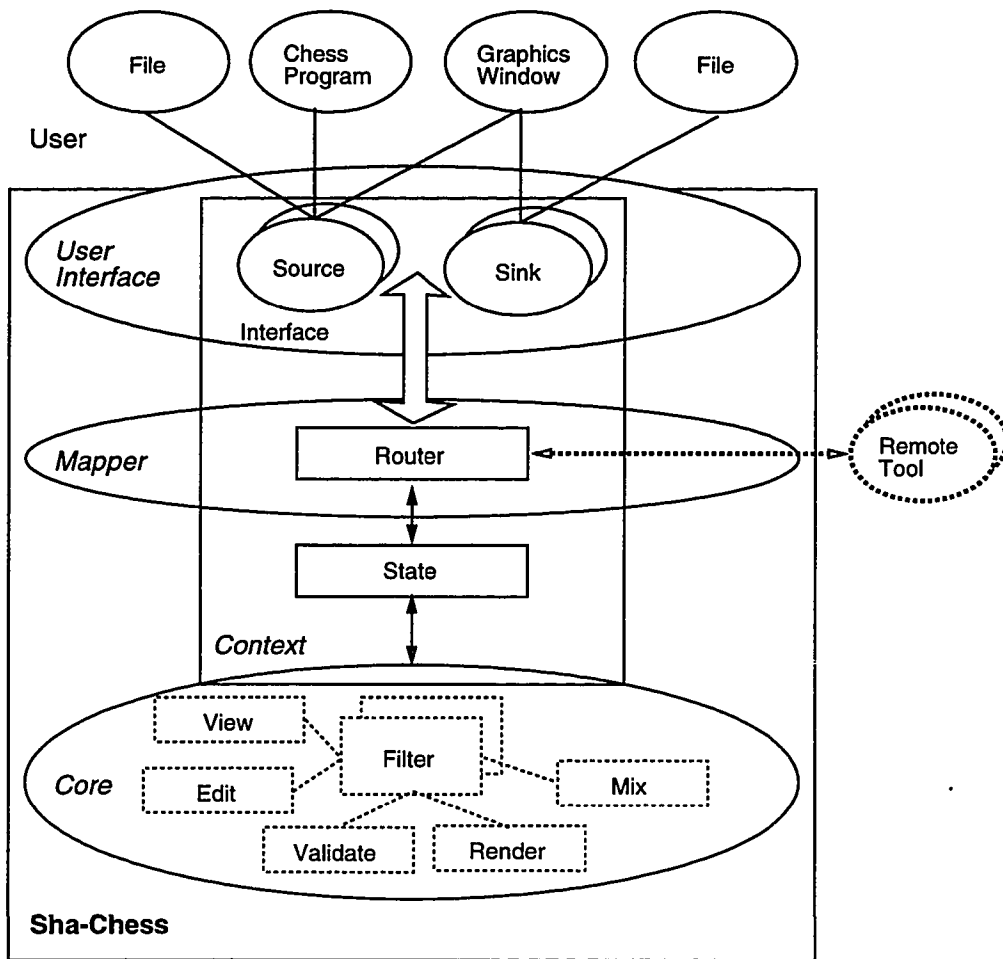 File
Chess
Program
Graphics
Window
File
User
User
Interface
Source
Sink
Interface
Mapper
Router
Remote
Tool
State
Context
View
Filter
Core
Edit
Mix
Validate
Render
Sha-Chess